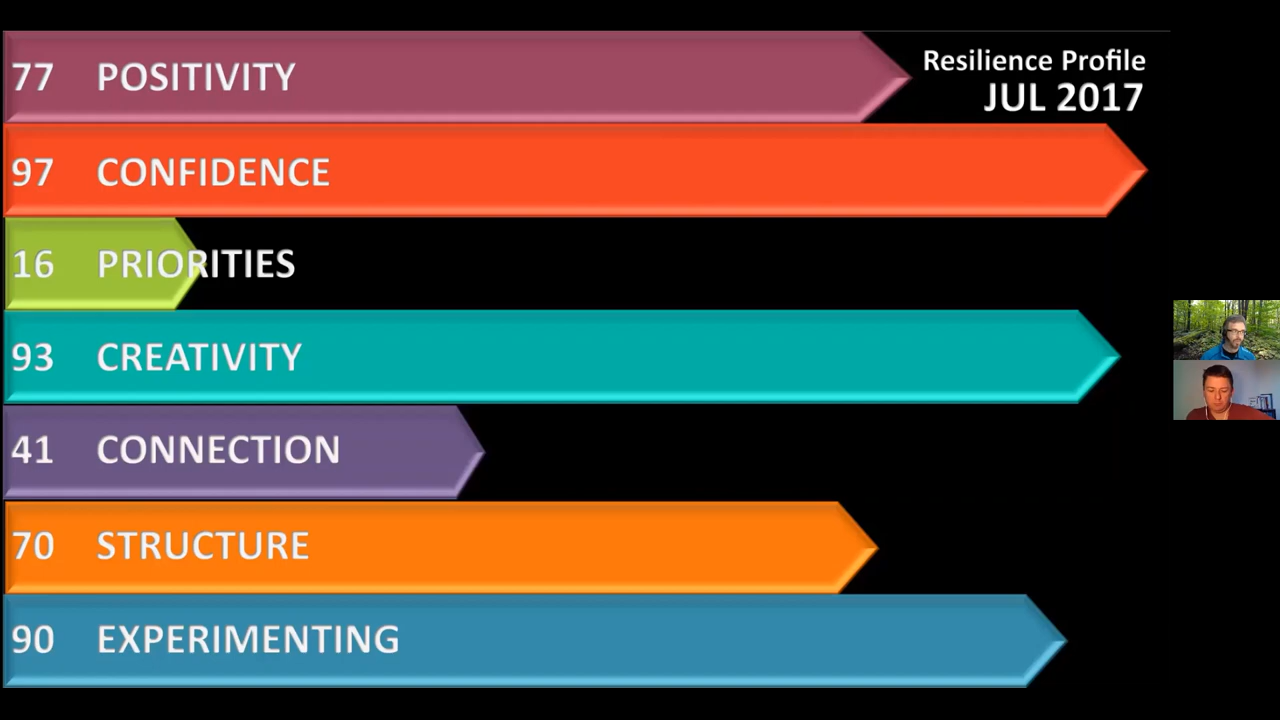 77 POSITIVITY
Resilience Profile
JUL 2017
97 CONFIDENCE
16 PRIORITIES
93 CREATIVITY
41 CONNECTION
70 STRUCTURE
90 EXPERIMENTING